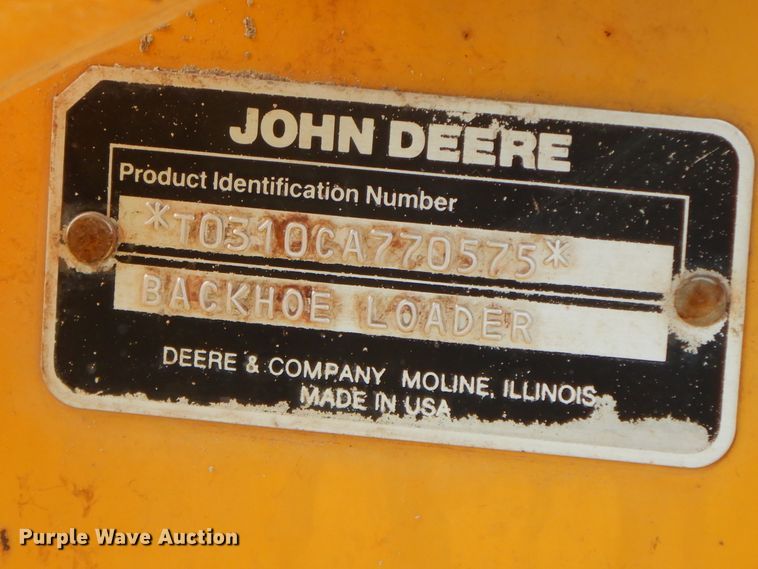 JOHN DEERE
Product Identification Number
*T0310CA770575*
BACKHOE LOADER
DEERE & COMPANY MOLINE, ILLINOIS
MADE IN USA
Purple Wave Auction